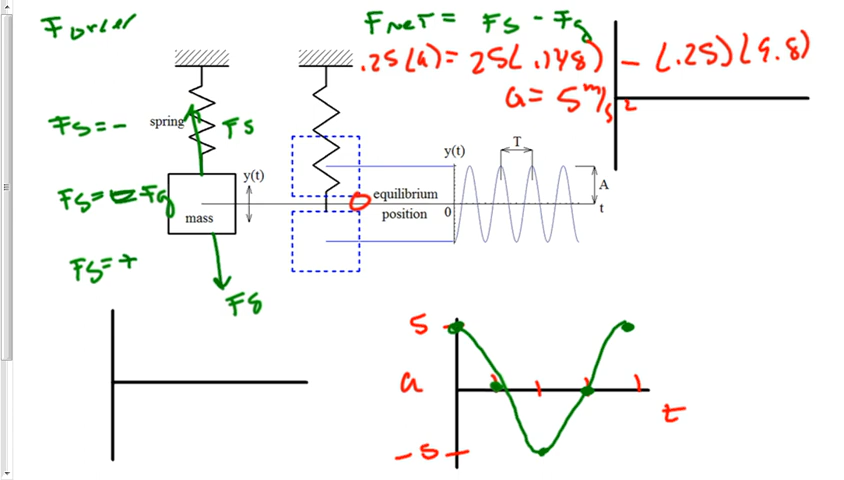 Forces
Fnet = Fs - Fg
.25(a) = 25(.148) - (.25)(9.8)
a = 5 m/s²
Fs = -
spring
Fs
y(t)
T
Fs = Fg
y(t)
A
equilibrium
position
0
t
mass
Fs = +
Fg
5
a
t
-5